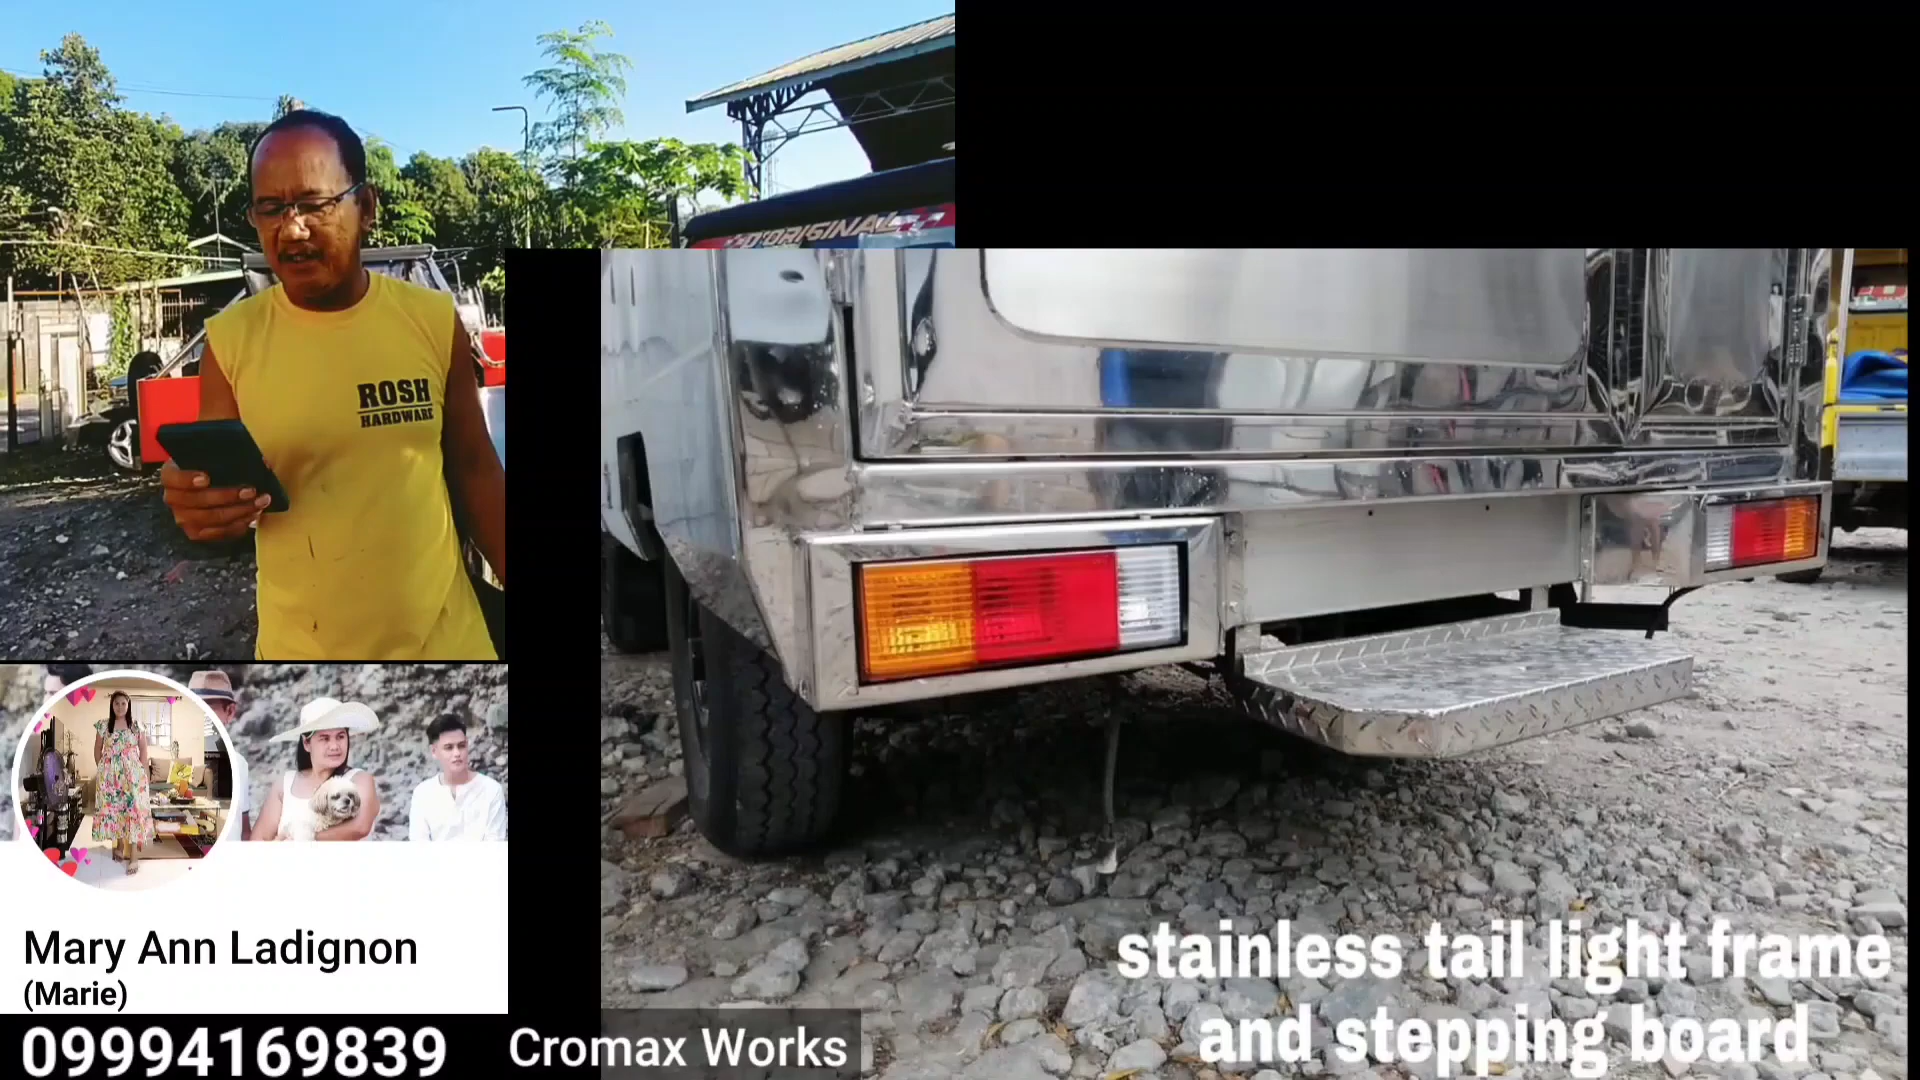 D'ORIGINAL
ROSH
HARDWARE
Mary Ann Ladignon
(Marie)
09994169839
Cromax Works
stainless tail light frame
and stepping board